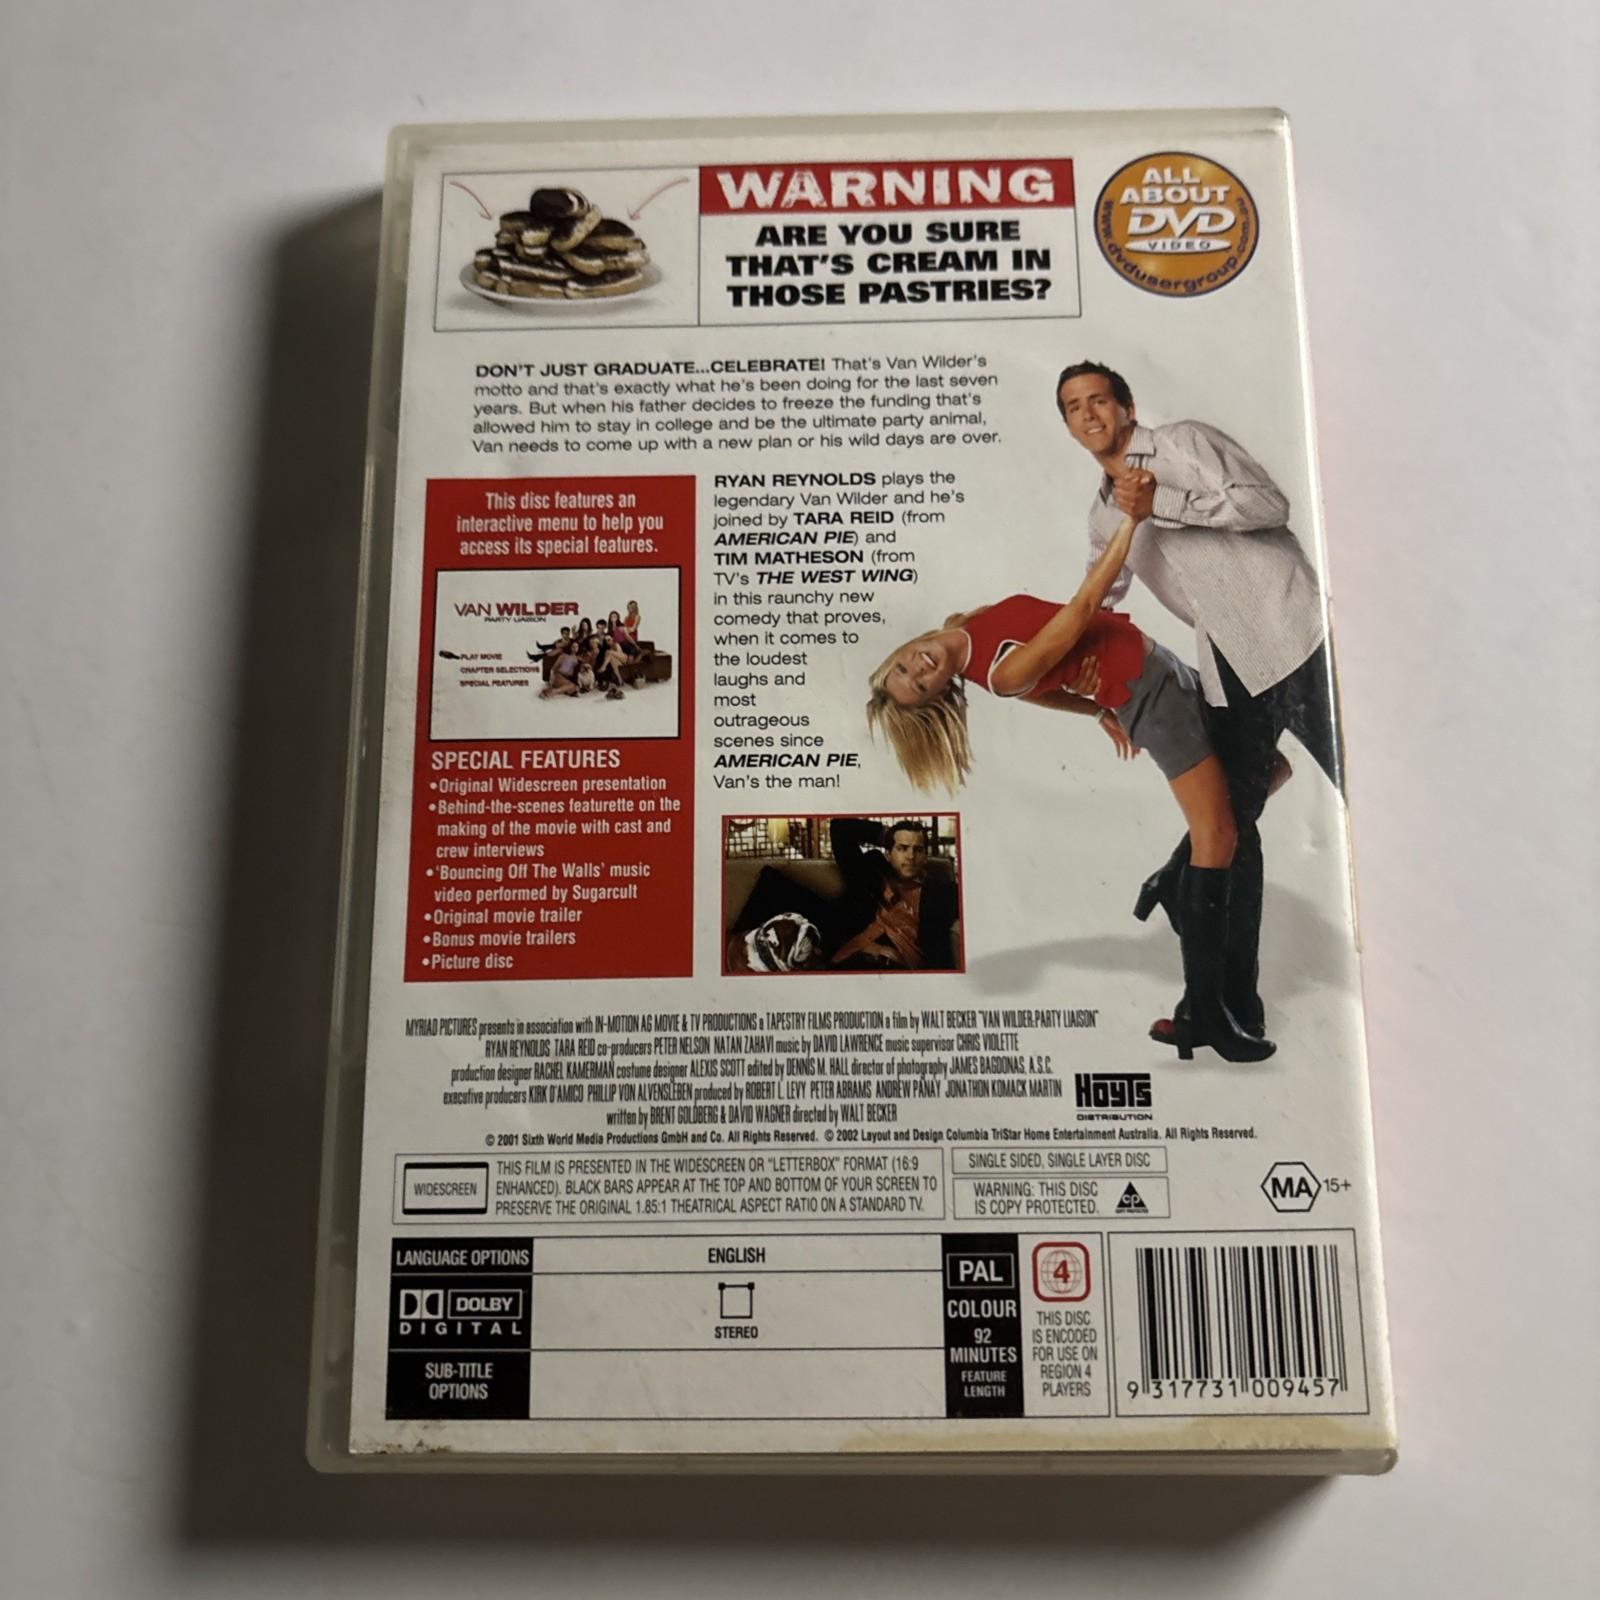 WARNING
ARE YOU SURE
THAT'S CREAM IN
THOSE PASTRIES?
ALL
ABOUT
DVD
VIDEO
www.dvdusergroup.com.au
DON'T JUST GRADUATE...CELEBRATE! That's Van Wilder's
motto and that's exactly what he's been doing for the last seven
years. But when his father decides to freeze the funding that's
allowed him to stay in college and be the ultimate party animal,
Van needs to come up with a new plan or his wild days are over.
This disc features an
interactive menu to help you
access its special features.
VAN WILDER
PARTY LIAISON
PLAY MOVIE
CHAPTER SELECTIONS
SPECIAL FEATURES
SPECIAL FEATURES
•Original Widescreen presentation
•Behind-the-scenes featurette on the
making of the movie with cast and
crew interviews
•'Bouncing Off The Walls' music
video performed by Sugarcult
•Original movie trailer
•Bonus movie trailers
•Picture disc
RYAN REYNOLDS plays the
legendary Van Wilder and he's
joined by TARA REID (from
AMERICAN PIE) and
TIM MATHESON (from
TV's THE WEST WING)
in this raunchy new
comedy that proves,
when it comes to
the loudest
laughs and
most
outrageous
scenes since
AMERICAN PIE,
Van's the man!
MYRIAD PICTURES presents in association with IN-MOTION AG MOVIE & TV PRODUCTIONS a TAPESTRY FILMS PRODUCTION a film by WALT BECKER "VAN WILDER:PARTY LIAISON"
RYAN REYNOLDS TARA REID co-producers PETER NELSON NATAN ZAHAVI music by DAVID LAWRENCE music supervisor CHRIS VIOLETTE
production designer RACHEL KAMERMAN costume designer ALEXIS SCOTT edited by DENNIS M. HALL director of photography JAMES BAGDONAS, A.S.C.
executive producers KIRK D'AMICO PHILLIP VON ALVENSLEBEN produced by ROBERT L. LEVY PETER ABRAMS ANDREW PANAY JONATHON KOMACK MARTIN
written by BRENT GOLDBERG & DAVID WAGNER directed by WALT BECKER
HOYTS
DISTRIBUTION
© 2001 Sixth World Media Productions GmbH and Co. All Rights Reserved. © 2002 Layout and Design Columbia TriStar Home Entertainment Australia. All Rights Reserved.
WIDESCREEN
THIS FILM IS PRESENTED IN THE WIDESCREEN OR "LETTERBOX" FORMAT (16:9
ENHANCED). BLACK BARS APPEAR AT THE TOP AND BOTTOM OF YOUR SCREEN TO
PRESERVE THE ORIGINAL 1.85:1 THEATRICAL ASPECT RATIO ON A STANDARD TV.
SINGLE SIDED, SINGLE LAYER DISC
WARNING: THIS DISC
IS COPY PROTECTED.
CP
COPY PROTECTED
MA 15+
LANGUAGE OPTIONS
ENGLISH
DOLBY
DIGITAL
STEREO
SUB-TITLE
OPTIONS
PAL
COLOUR
92
MINUTES
FEATURE
LENGTH
4
THIS DISC
IS ENCODED
FOR USE ON
REGION 4
PLAYERS
9 317731 009457